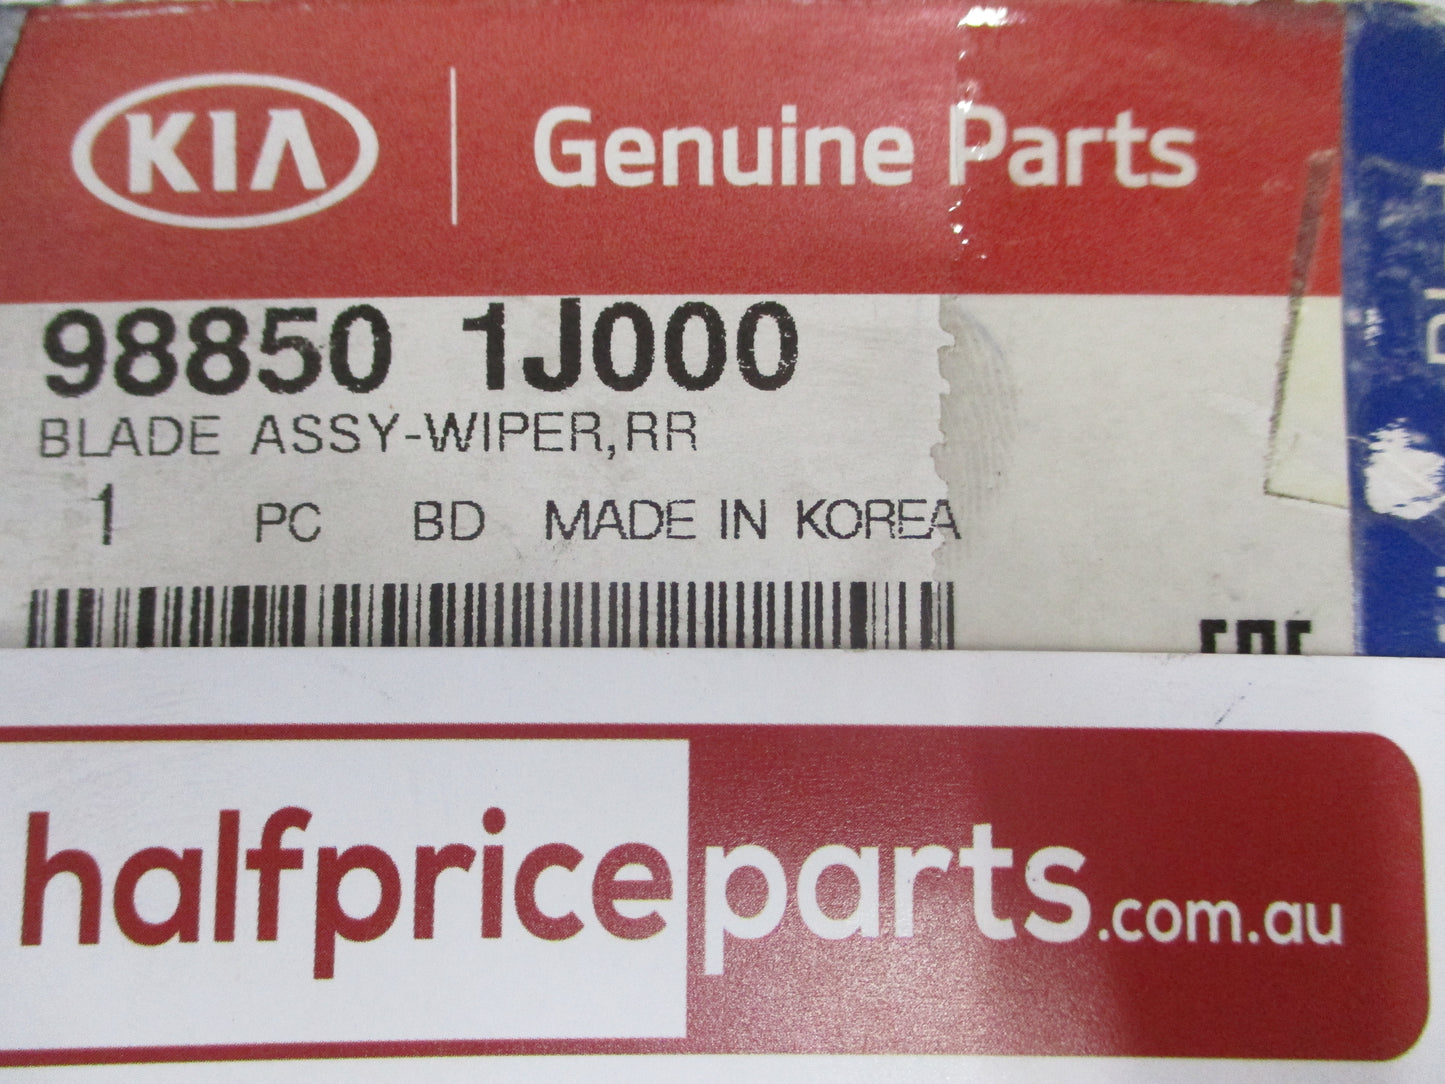 KIA Genuine Parts
98850 1J000
BLADE ASSY-WIPER,RR
1 PC BD MADE IN KOREA
halfpriceparts.com.au